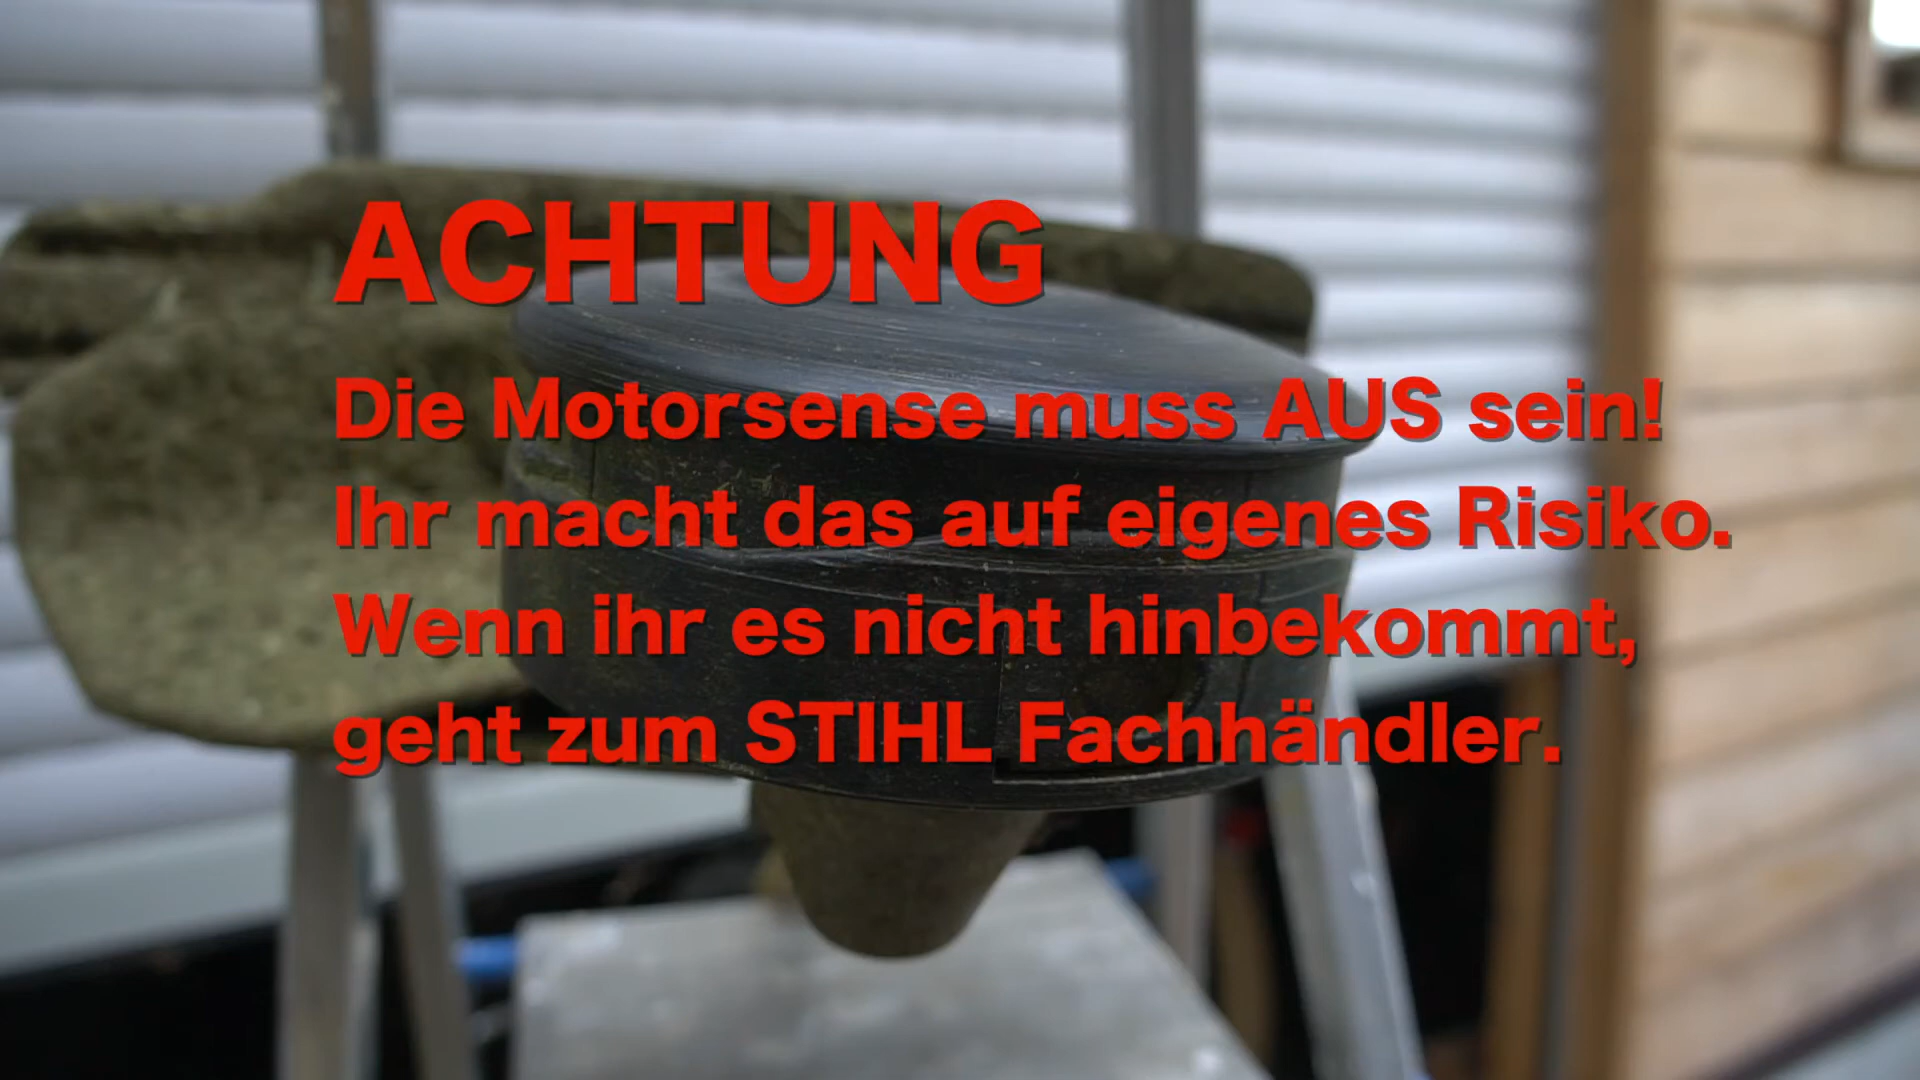 ACHTUNG
Die Motorsense muss AUS sein!
Ihr macht das auf eigenes Risiko.
Wenn ihr es nicht hinbekommt,
geht zum STIHL Fachhändler.